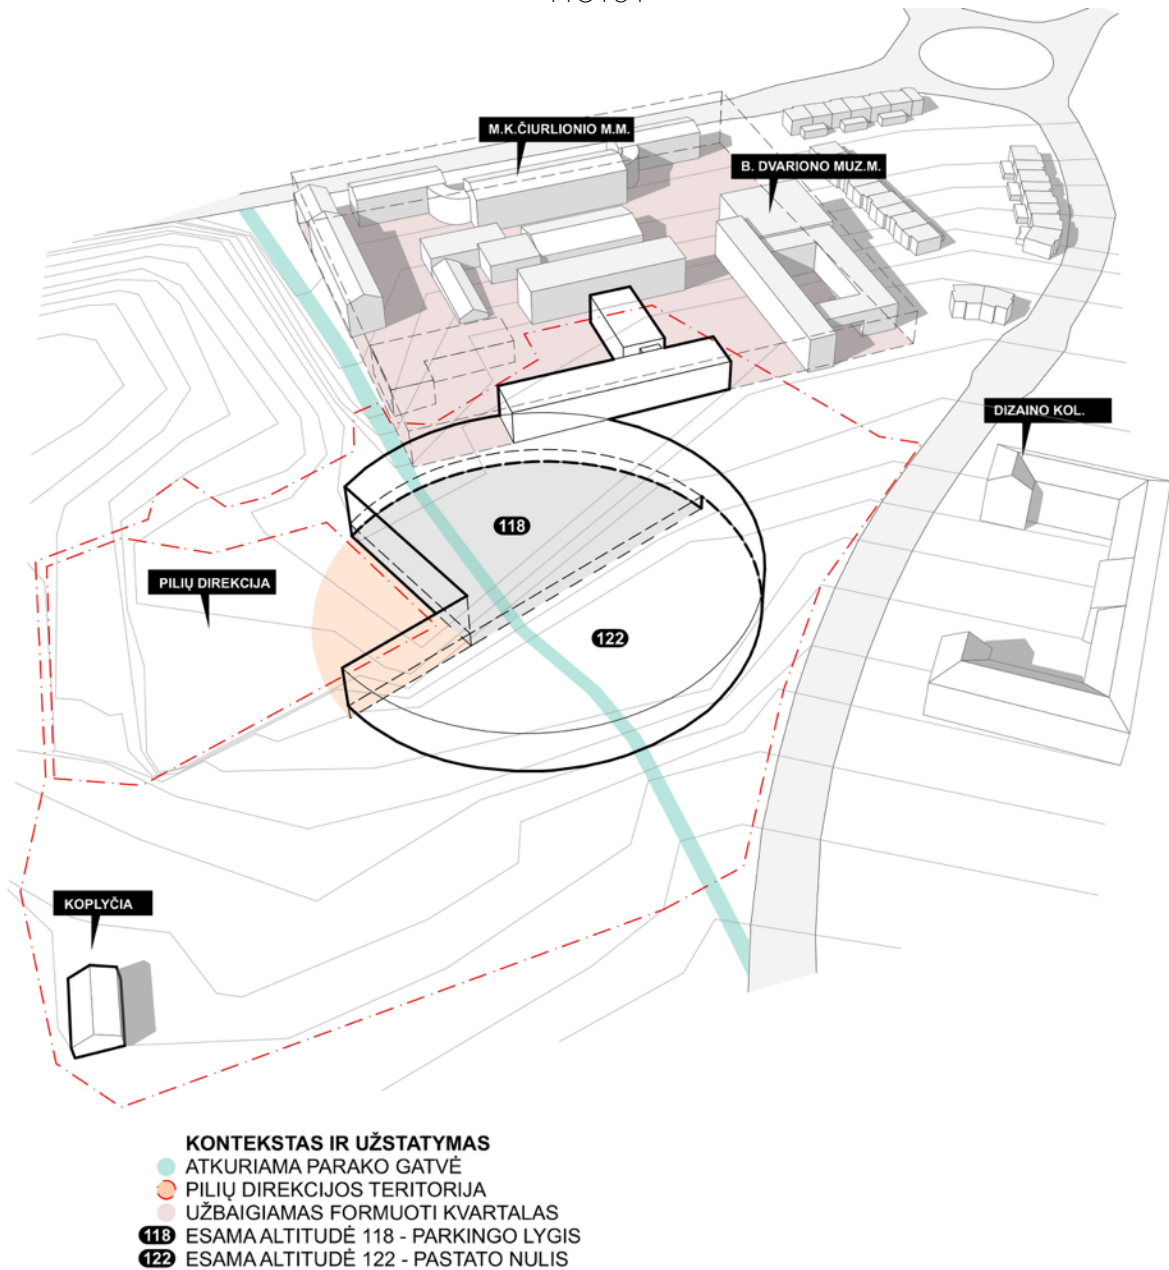 M.K.ČIURLIONIO M.M.
B. DVARIONO MUZ.M.
DIZAINO KOL.
118
PILIŲ DIREKCIJA
122
KOPLYČIA
KONTEKSTAS IR UŽSTATYMAS
ATKURIAMA PARAKO GATVĖ
PILIŲ DIREKCIJOS TERITORIJA
UŽBAIGIAMAS FORMUOTI KVARTALAS
118 ESAMA ALTITUDĖ 118 - PARKINGO LYGIS
122 ESAMA ALTITUDĖ 122 - PASTATO NULIS